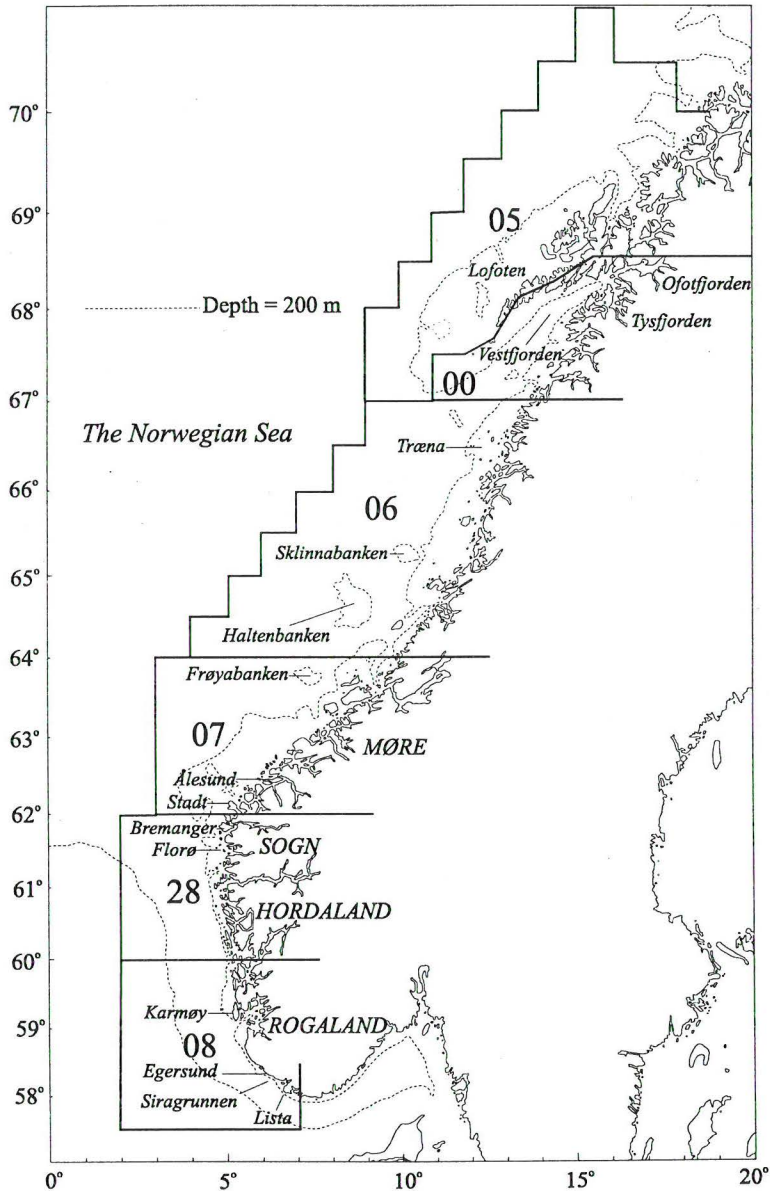 70°
69°
05
Lofoten
68°
Depth = 200 m
Ofotfjorden
Tysfjorden
Vestfjorden
00
67°
The Norwegian Sea
Træna
66°
06
Sklinnabanken
65°
Haltenbanken
64°
Frøyabanken
07
63°
MØRE
Ålesund
Stadt
62°
Bremanger
Florø
SOGN
61°
28
HORDALAND
60°
Karmøy
59°
ROGALAND
08
Egersund
58°
Siragrunnen
Lista
0° 5° 10° 15° 20°